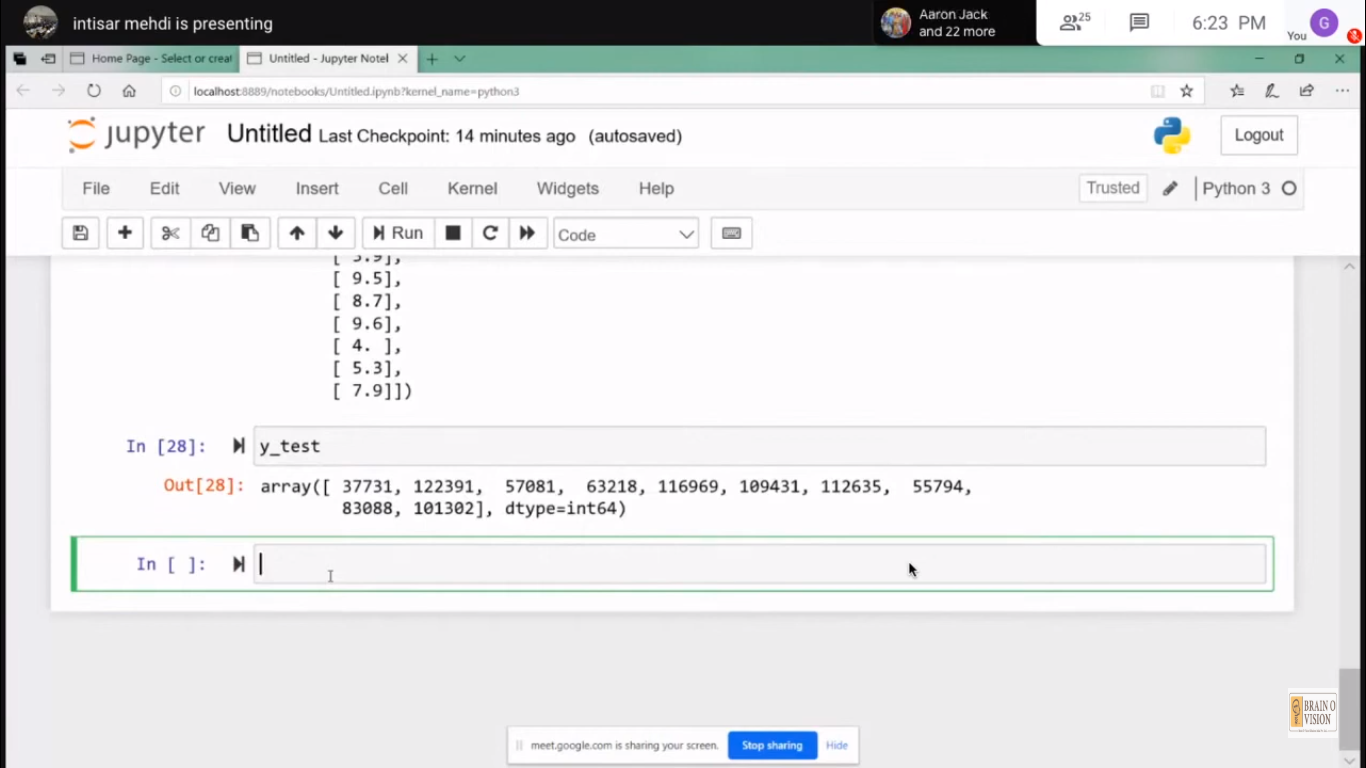 intisar mehdi is presenting
Aaron Jack
and 22 more
25
6:23 PM
You
G
Home Page - Select or creat
Untitled - Jupyter Notel
localhost:8889/notebooks/Untitled.ipynb?kernel_name=python3
jupyter Untitled Last Checkpoint: 14 minutes ago (autosaved)
Logout
File Edit View Insert Cell Kernel Widgets Help
Trusted Python 3
Run Code
[ 5.9],
[ 9.5],
[ 8.7],
[ 9.6],
[ 4. ],
[ 5.3],
[ 7.9]])
In [28]: y_test
Out[28]: array([ 37731, 122391, 57081, 63218, 116969, 109431, 112635, 55794,
83088, 101302], dtype=int64)
In [ ]:
BRAIN O
VISION
meet.google.com is sharing your screen. Stop sharing Hide